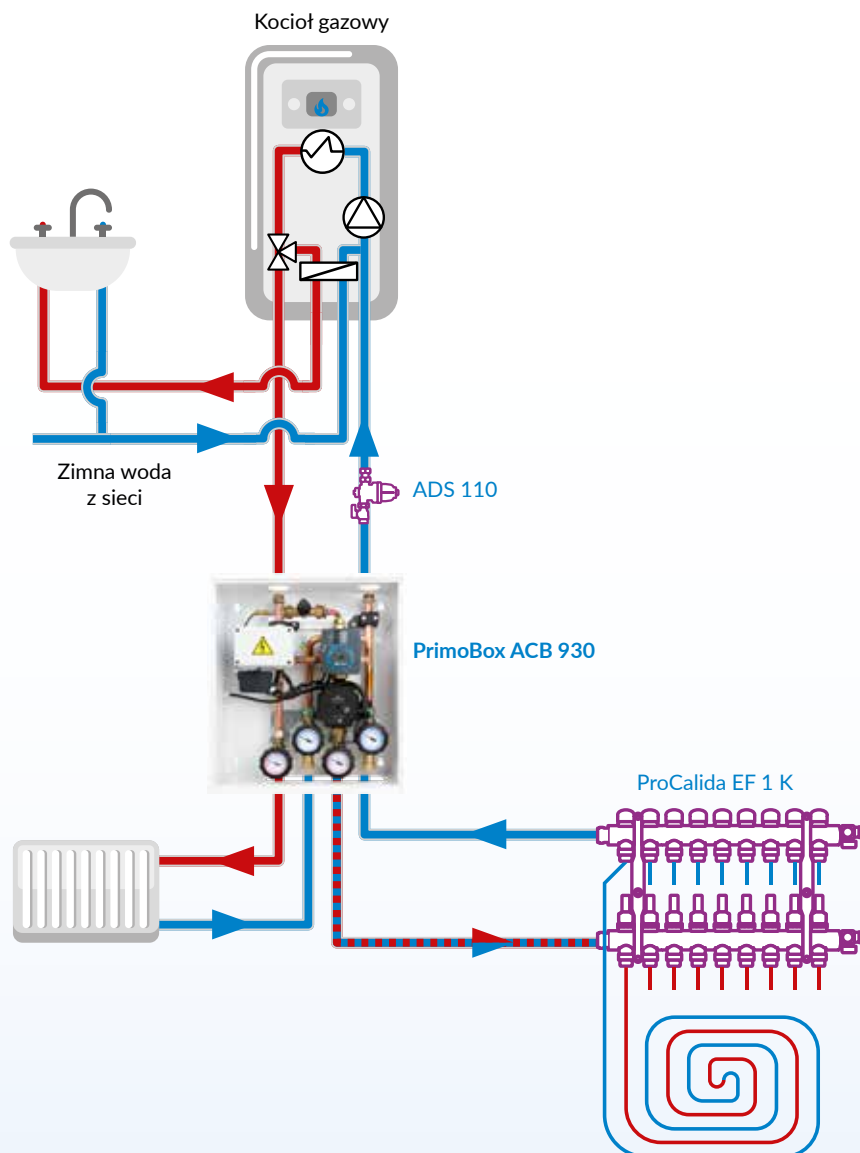 Kocioł gazowy
Zimna woda
z sieci
ADS 110
PrimoBox ACB 930
ProCalida EF 1 K